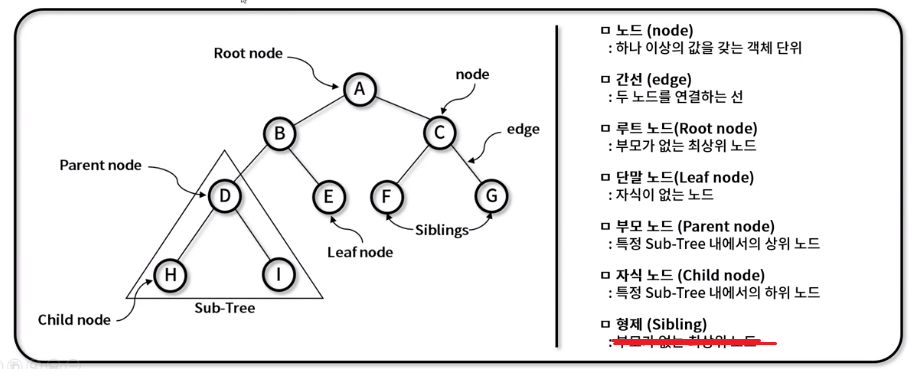 Root node
node
A
B
C
edge
Parent node
D
E
F
G
Siblings
Leaf node
H
I
Sub-Tree
Child node
노드 (node)
: 하나 이상의 값을 갖는 객체 단위
간선 (edge)
: 두 노드를 연결하는 선
루트 노드(Root node)
: 부모가 없는 최상위 노드
단말 노드(Leaf node)
: 자식이 없는 노드
부모 노드 (Parent node)
: 특정 Sub-Tree 내에서의 상위 노드
자식 노드 (Child node)
: 특정 Sub-Tree 내에서의 하위 노드
형제 (Sibling)
: 부모가 없는 최상위 노드